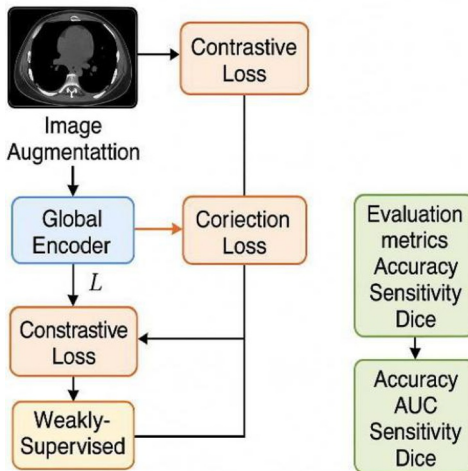 Contrastive
Loss
Image
Augmentattion
Global
Encoder
Coriection
Loss
L
Constrastive
Loss
Weakly-
Supervised
Evaluation
metrics
Accuracy
Sensitivity
Dice
Accuracy
AUC
Sensitivity
Dice